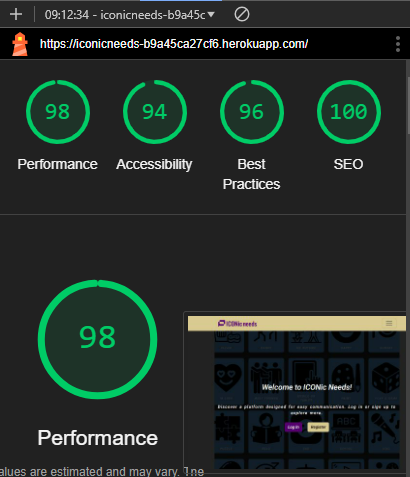 09:12:34 - iconicneeds-b9a45c
https://iconicneeds-b9a45ca27cf6.herokuapp.com/
98
94
96
100
Performance
Accessibility
Best
Practices
SEO
98
ICONicneeds
Welcome to ICONic Needs!
Discover a platform designed for easy communication. Log in or sign up to
explore more.
Log In
Register
Performance
alues are estimated and may vary. The